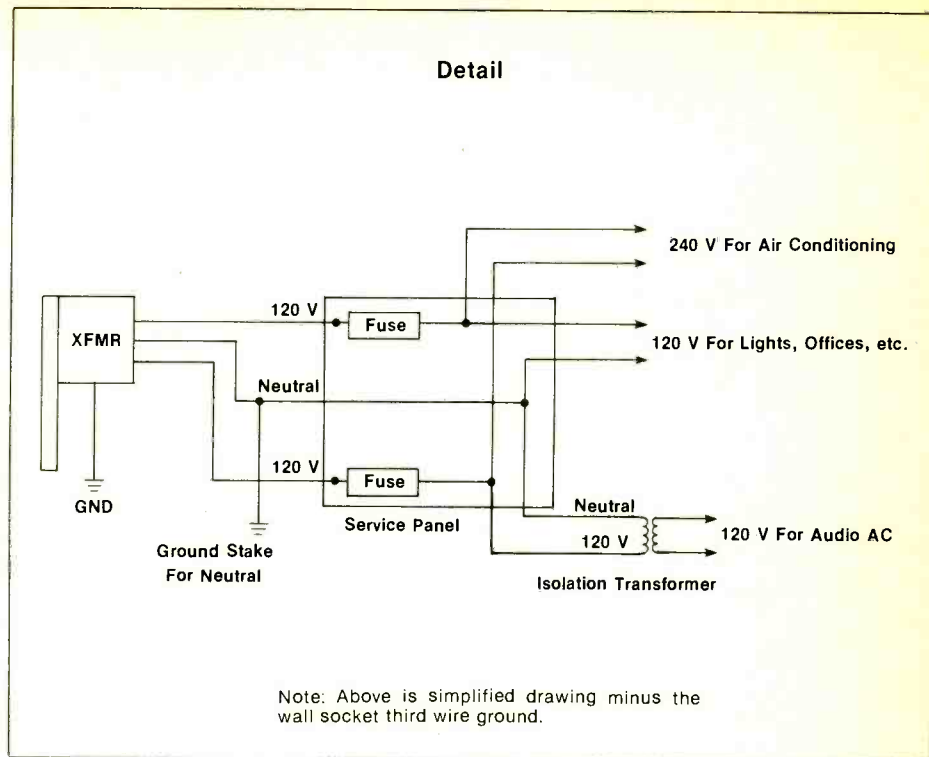 Detail
240 V For Air Conditioning
120 V
Fuse
XFMR
120 V For Lights, Offices, etc.
Neutral
120 V
Fuse
GND
Service Panel
Neutral
120 V
120 V For Audio AC
Ground Stake
For Neutral
Isolation Transformer
Note: Above is simplified drawing minus the
wall socket third wire ground.